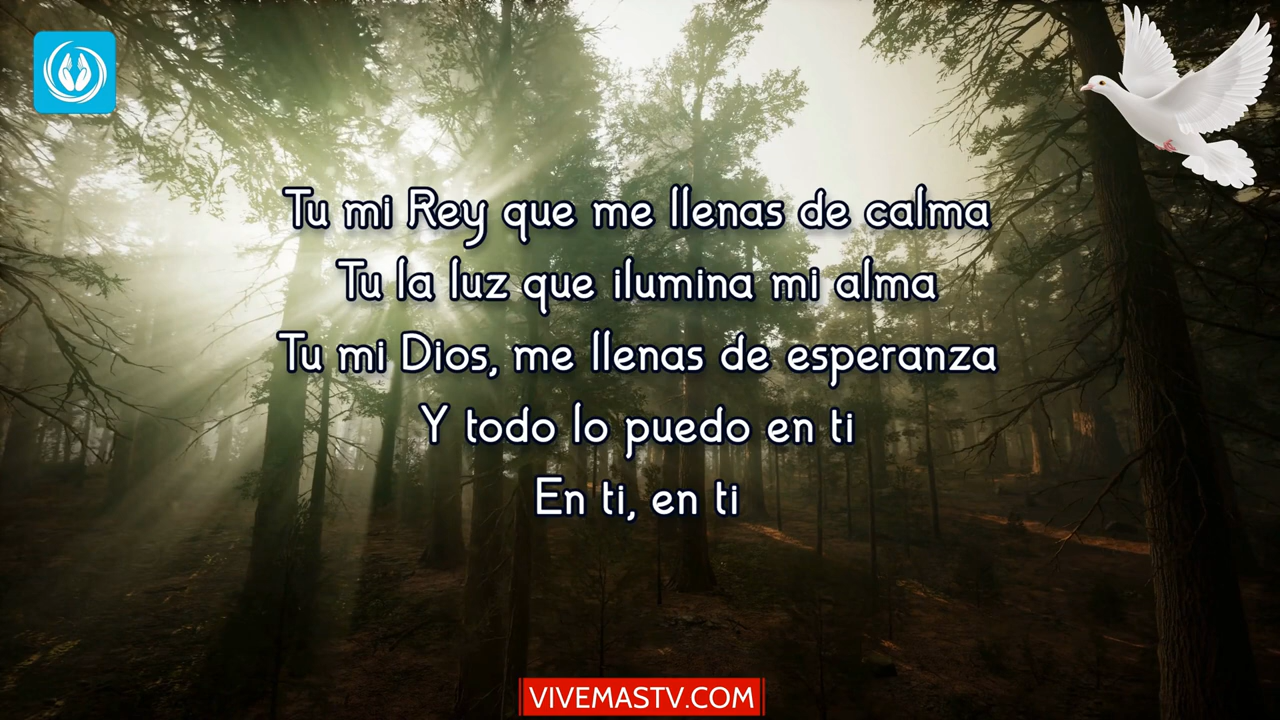 Tu mi Rey que me llenas de calma
Tu la luz que ilumina mi alma
Tu mi Dios, me llenas de esperanza
Y todo lo puedo en ti
En ti, en ti
VIVEMASTV.COM